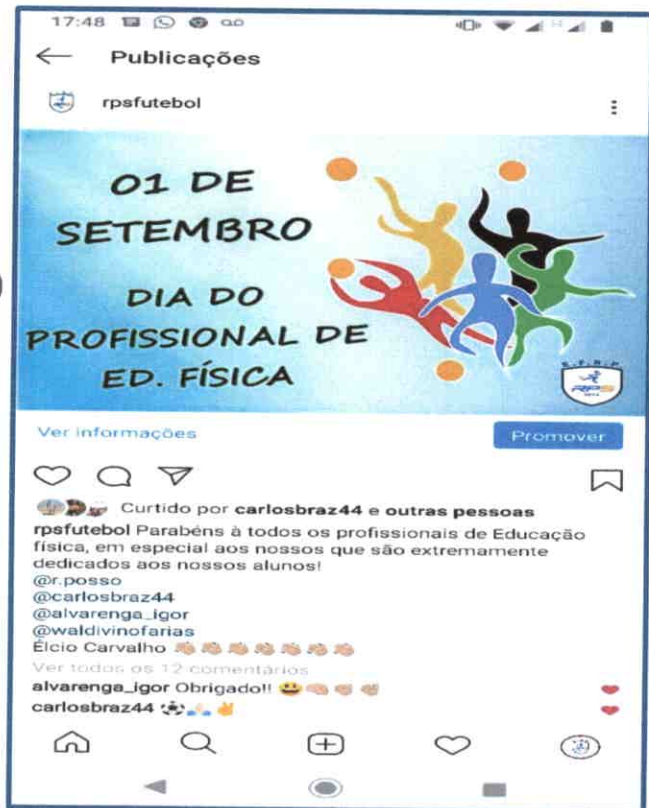 17:48
Publicações
rpsfutebol
01 DE
SETEMBRO
DIA DO
PROFISSIONAL DE
ED. FÍSICA
E.F.R.P.
RPS
Ver informações
Promover
Curtido por carlosbraz44 e outras pessoas
rpsfutebol Parabéns à todos os profissionais de Educação
física, em especial aos nossos que são extremamente
dedicados aos nossos alunos!
@r.posso
@carlosbraz44
@alvarenga_igor
@waldivinofarias
Élcio Carvalho 👏🏼👏🏼👏🏼👏🏼👏🏼👏🏼👏🏼
Ver todos os 12 comentários
alvarenga_igor Obrigado!! 😃
carlosbraz44 ⚽🙏🏻✌